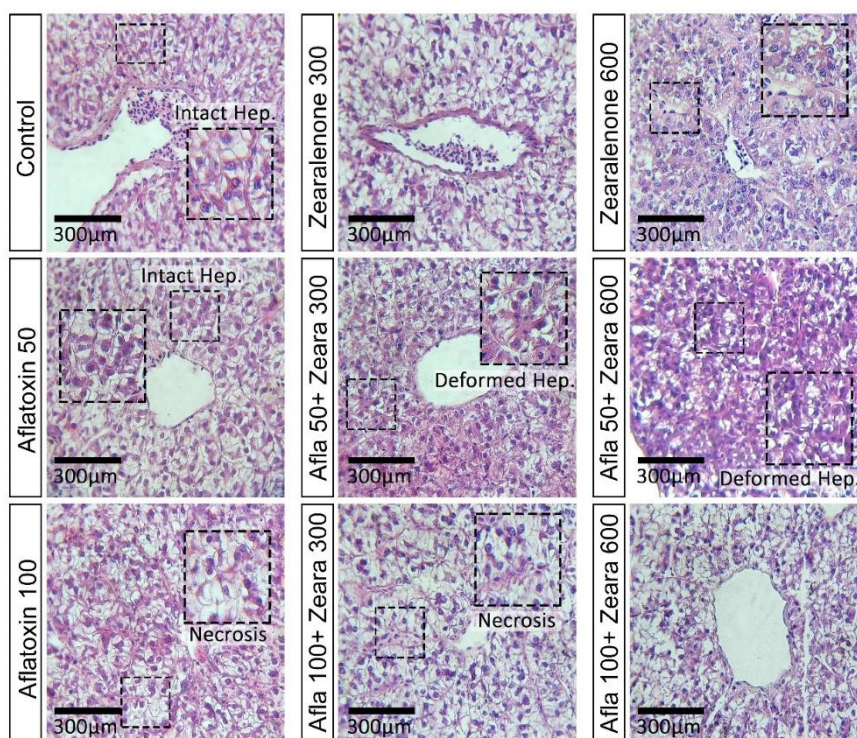 Control
Intact Hep.
300µm
Zearalenone 300
300µm
Zearalenone 600
300µm
Aflatoxin 50
Intact Hep.
300µm
Afla 50+ Zeara 300
Deformed Hep.
300µm
Afla 50+ Zeara 600
300µm
Deformed Hep.
Aflatoxin 100
Necrosis
300µm
Afla 100+ Zeara 300
Necrosis
300µm
Afla 100+ Zeara 600
300µm